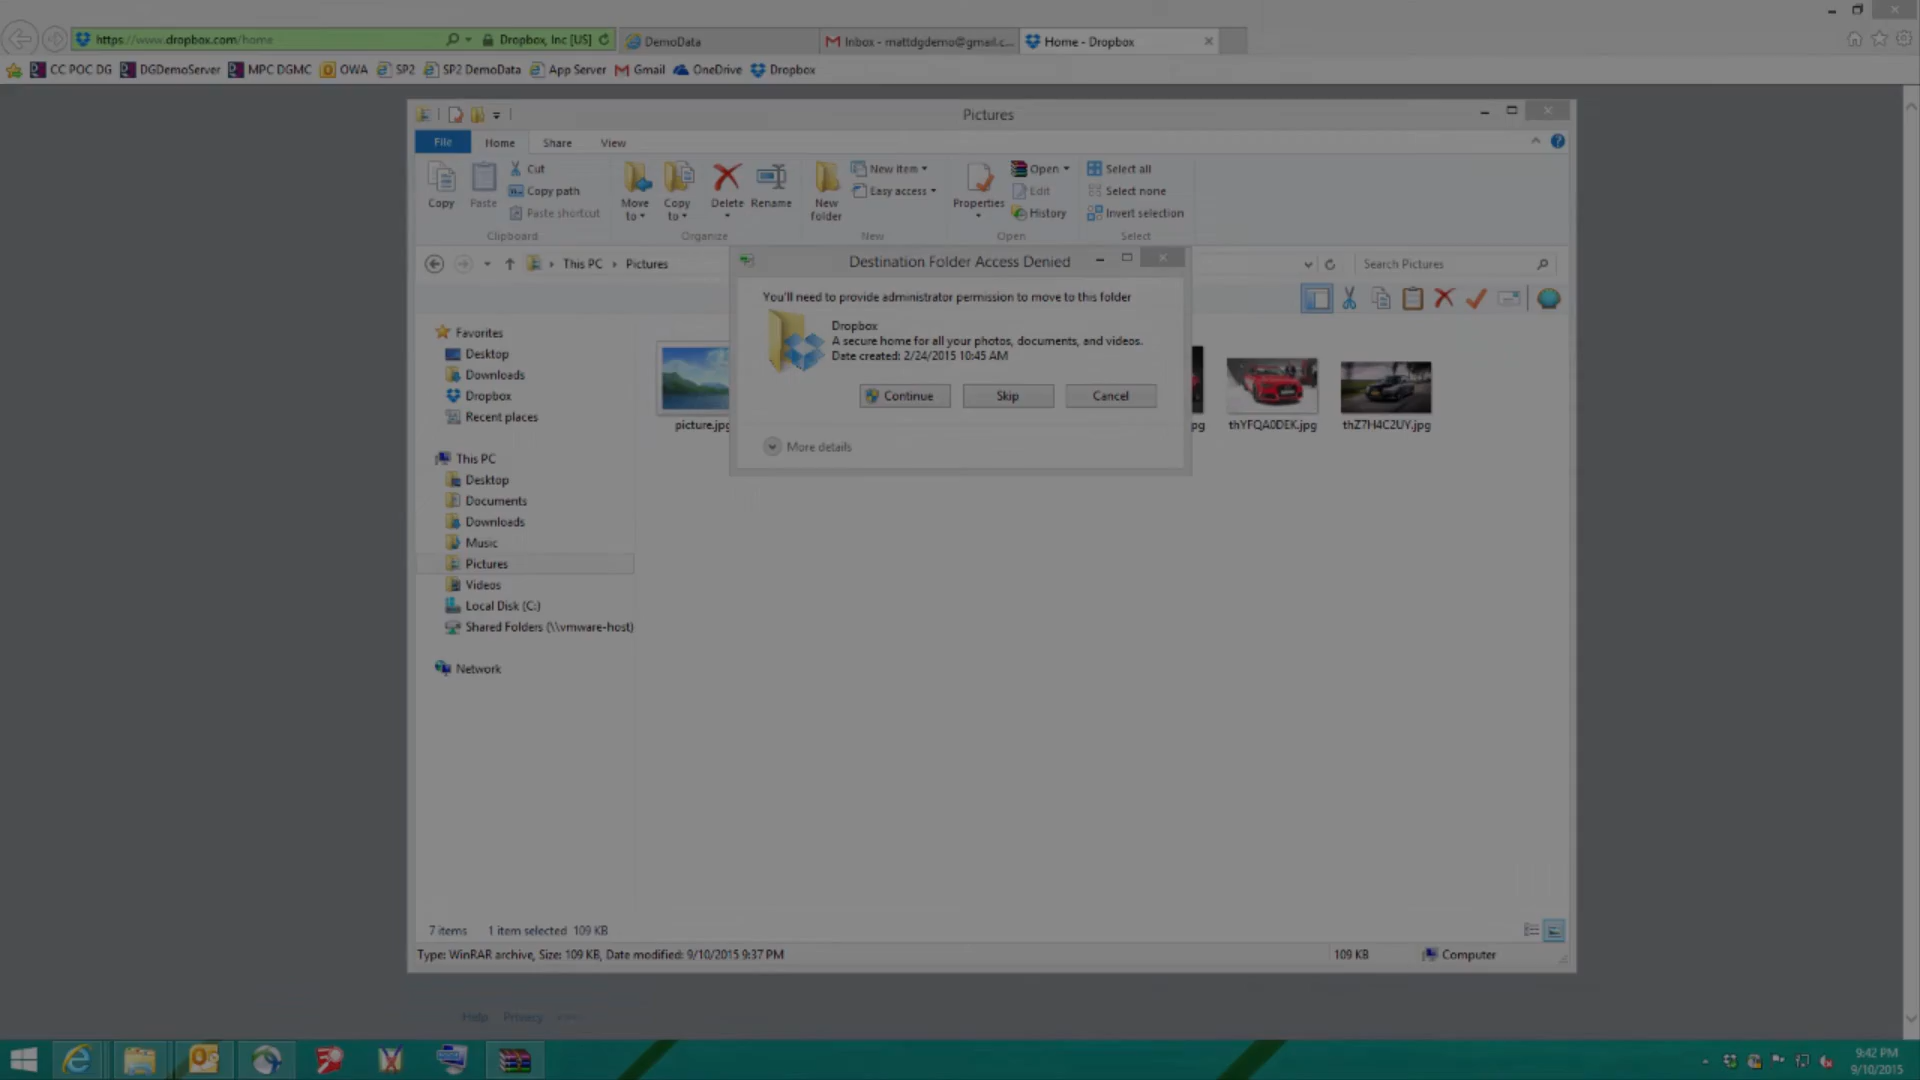 https://www.dropbox.com/home
Dropbox, Inc [US]
DemoData
Inbox - mattdgdemo@gmail.c...
Home - Dropbox
CC POC DG
DGDemoServer
MPC DGMC
OWA
SP2
SP2 DemoData
App Server
Gmail
OneDrive
Dropbox
Pictures
File
Home
Share
View
Copy
Paste
Cut
Copy path
Paste shortcut
Clipboard
Move to
Copy to
Delete
Rename
Organize
New folder
New item
Easy access
New
Properties
Open
Edit
History
Open
Select all
Select none
Invert selection
Select
This PC
Pictures
Search Pictures
Destination Folder Access Denied
You'll need to provide administrator permission to move to this folder
Dropbox
A secure home for all your photos, documents, and videos.
Date created: 2/24/2015 10:45 AM
Continue
Skip
Cancel
More details
Favorites
Desktop
Downloads
Dropbox
Recent places
This PC
Desktop
Documents
Downloads
Music
Pictures
Videos
Local Disk (C:)
Shared Folders (\\vmware-host)
Network
picture.jpg
pg
thYFQA0DEK.jpg
thZ7H4C2UY.jpg
7 items
1 item selected 109 KB
Type: WinRAR archive, Size: 109 KB, Date modified: 9/10/2015 9:37 PM
109 KB
Computer
Help
Privacy
9:42 PM
9/10/2015